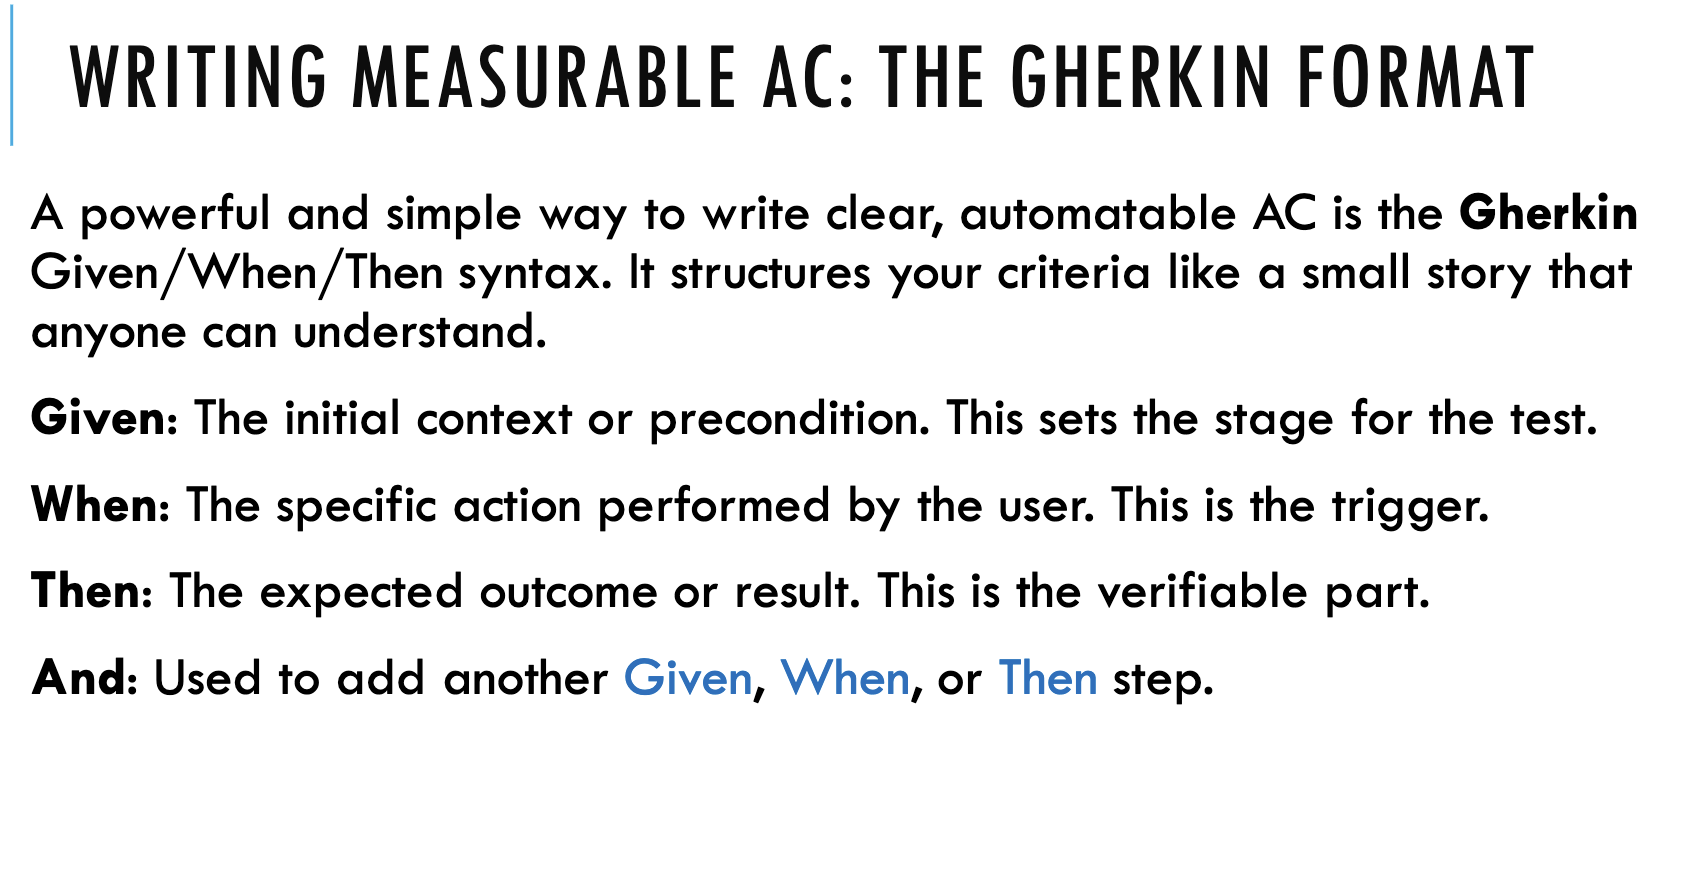 WRITING MEASURABLE AC: THE GHERKIN FORMAT
A powerful and simple way to write clear, automatable AC is the Gherkin
Given/When/Then syntax. It structures your criteria like a small story that
anyone can understand.
Given: The initial context or precondition. This sets the stage for the test.
When: The specific action performed by the user. This is the trigger.
Then: The expected outcome or result. This is the verifiable part.
And: Used to add another Given, When, or Then step.